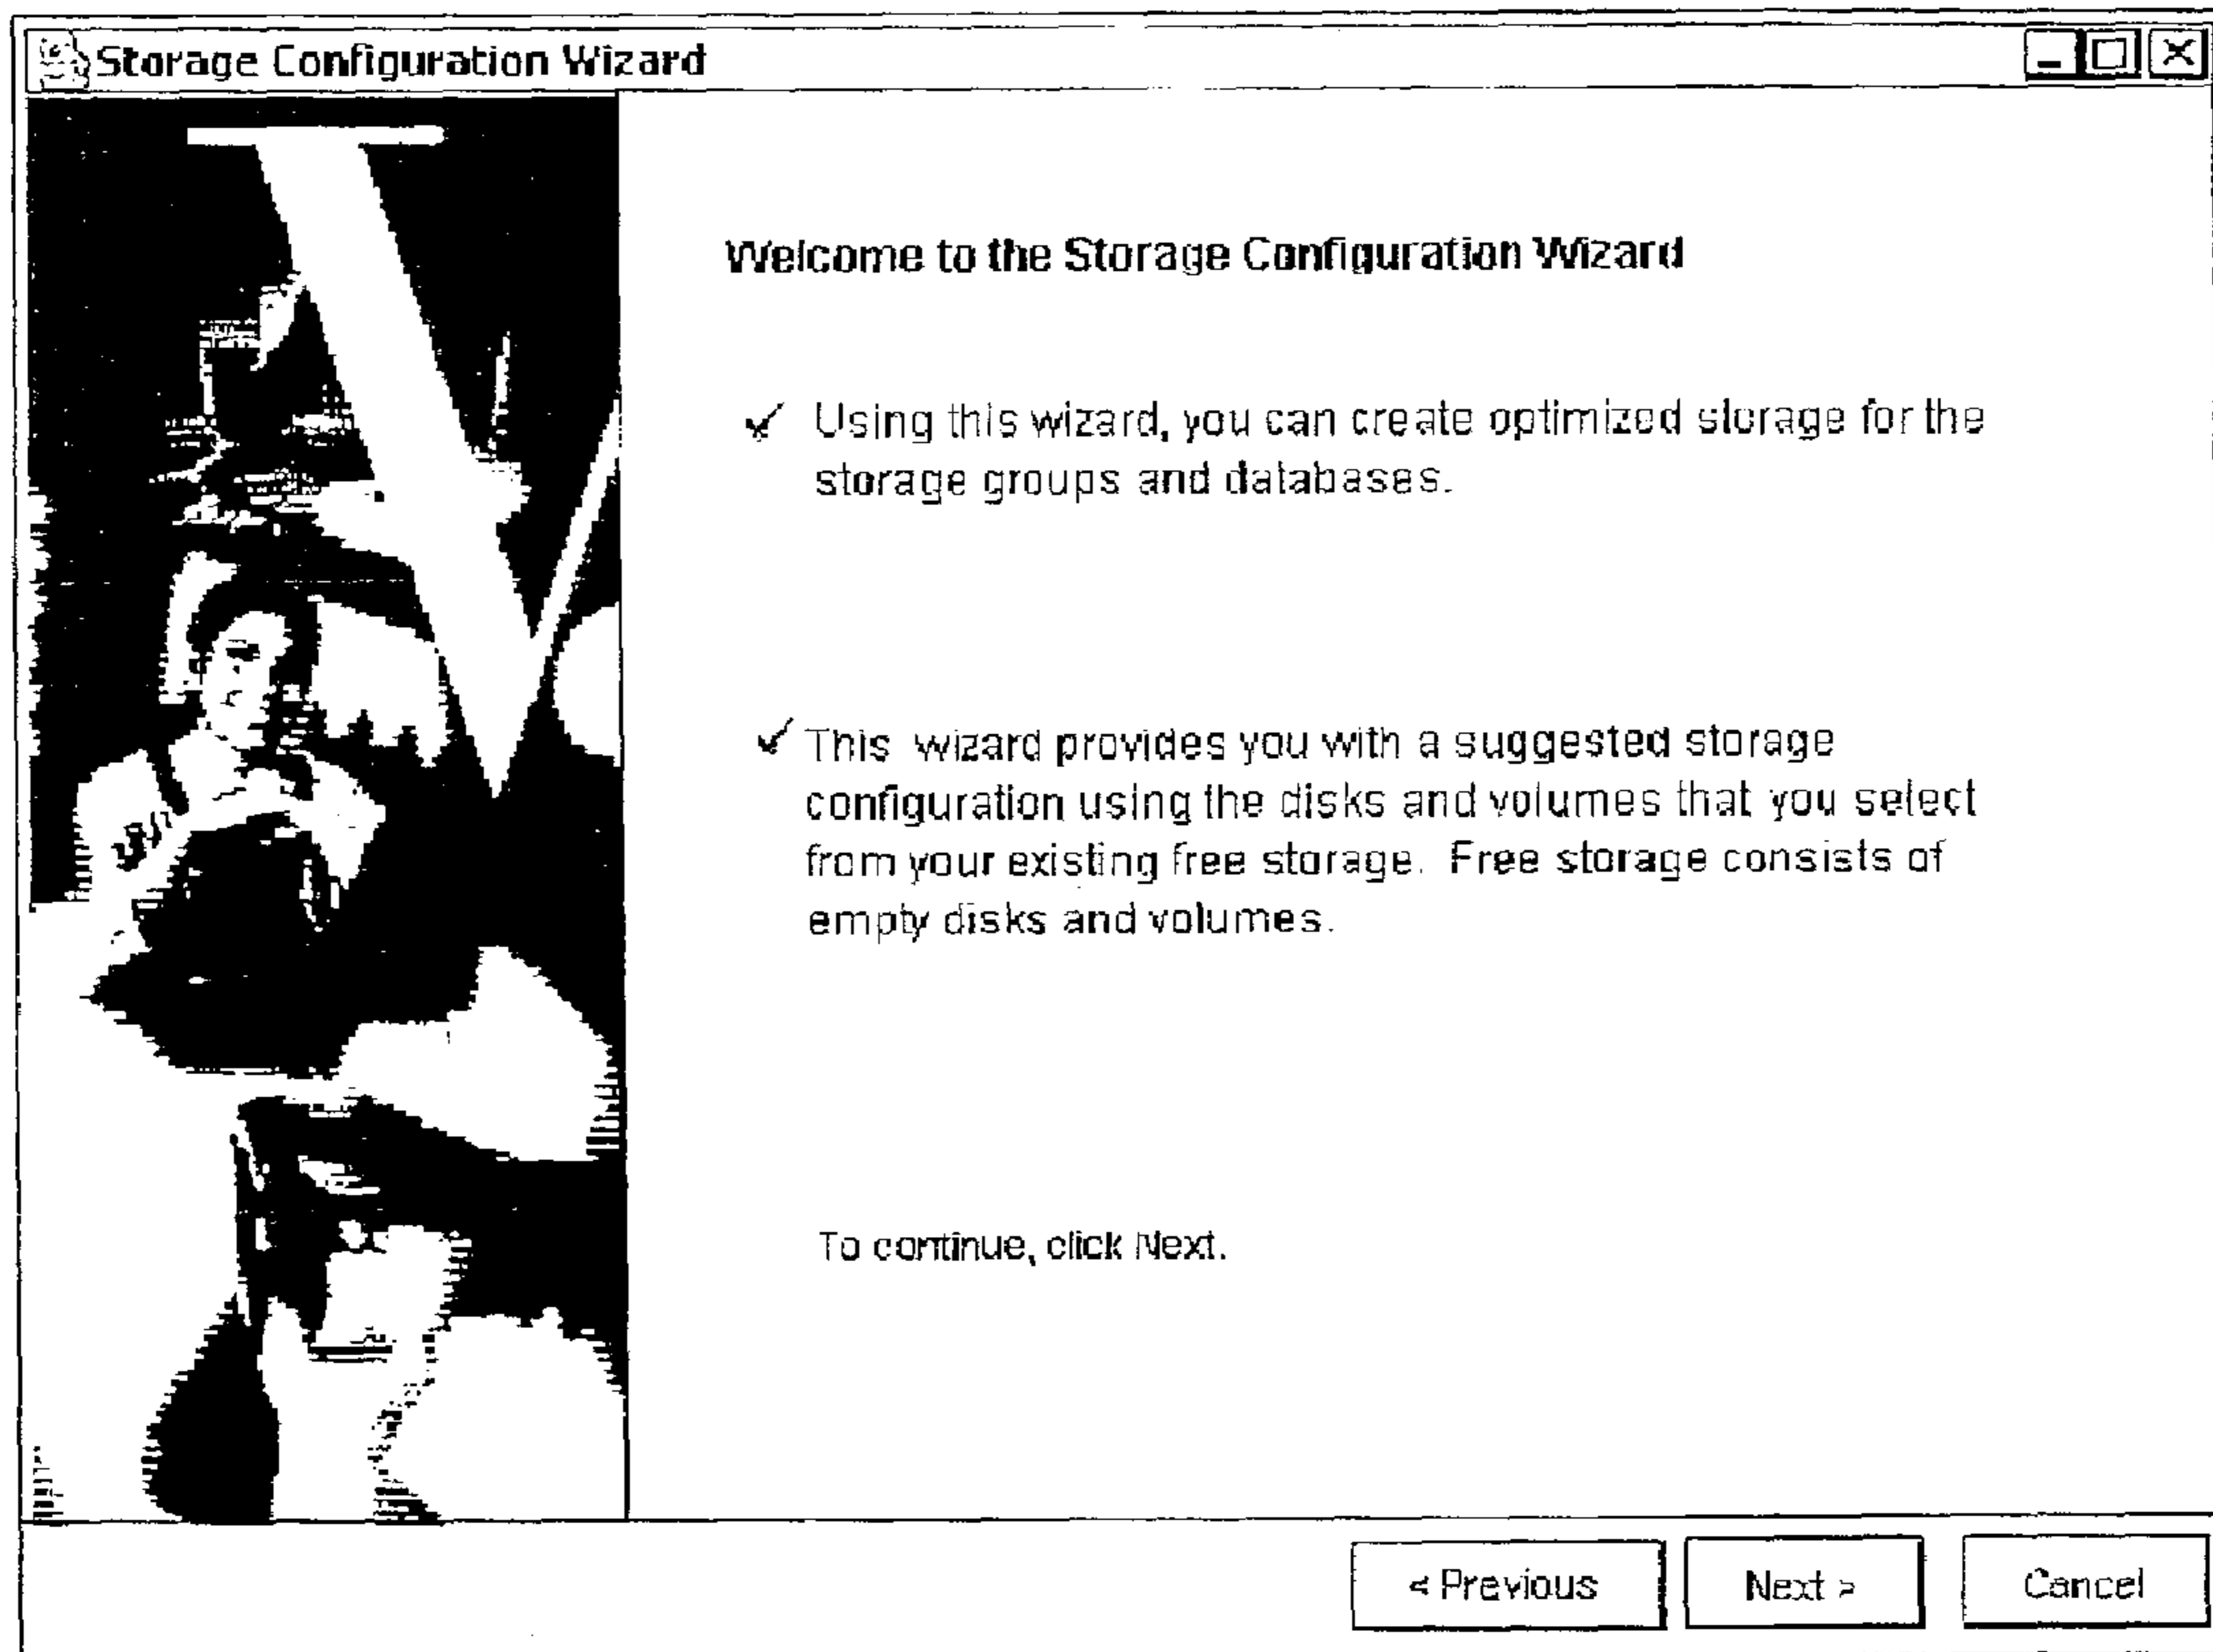 Storage Configuration Wizard
Welcome to the Storage Configuration Wizard
✓ Using this wizard, you can create optimized storage for the
storage groups and databases.
✓ This wizard provides you with a suggested storage
configuration using the disks and volumes that you select
from your existing free storage. Free storage consists of
empty disks and volumes.
To continue, click Next.
< Previous Next > Cancel